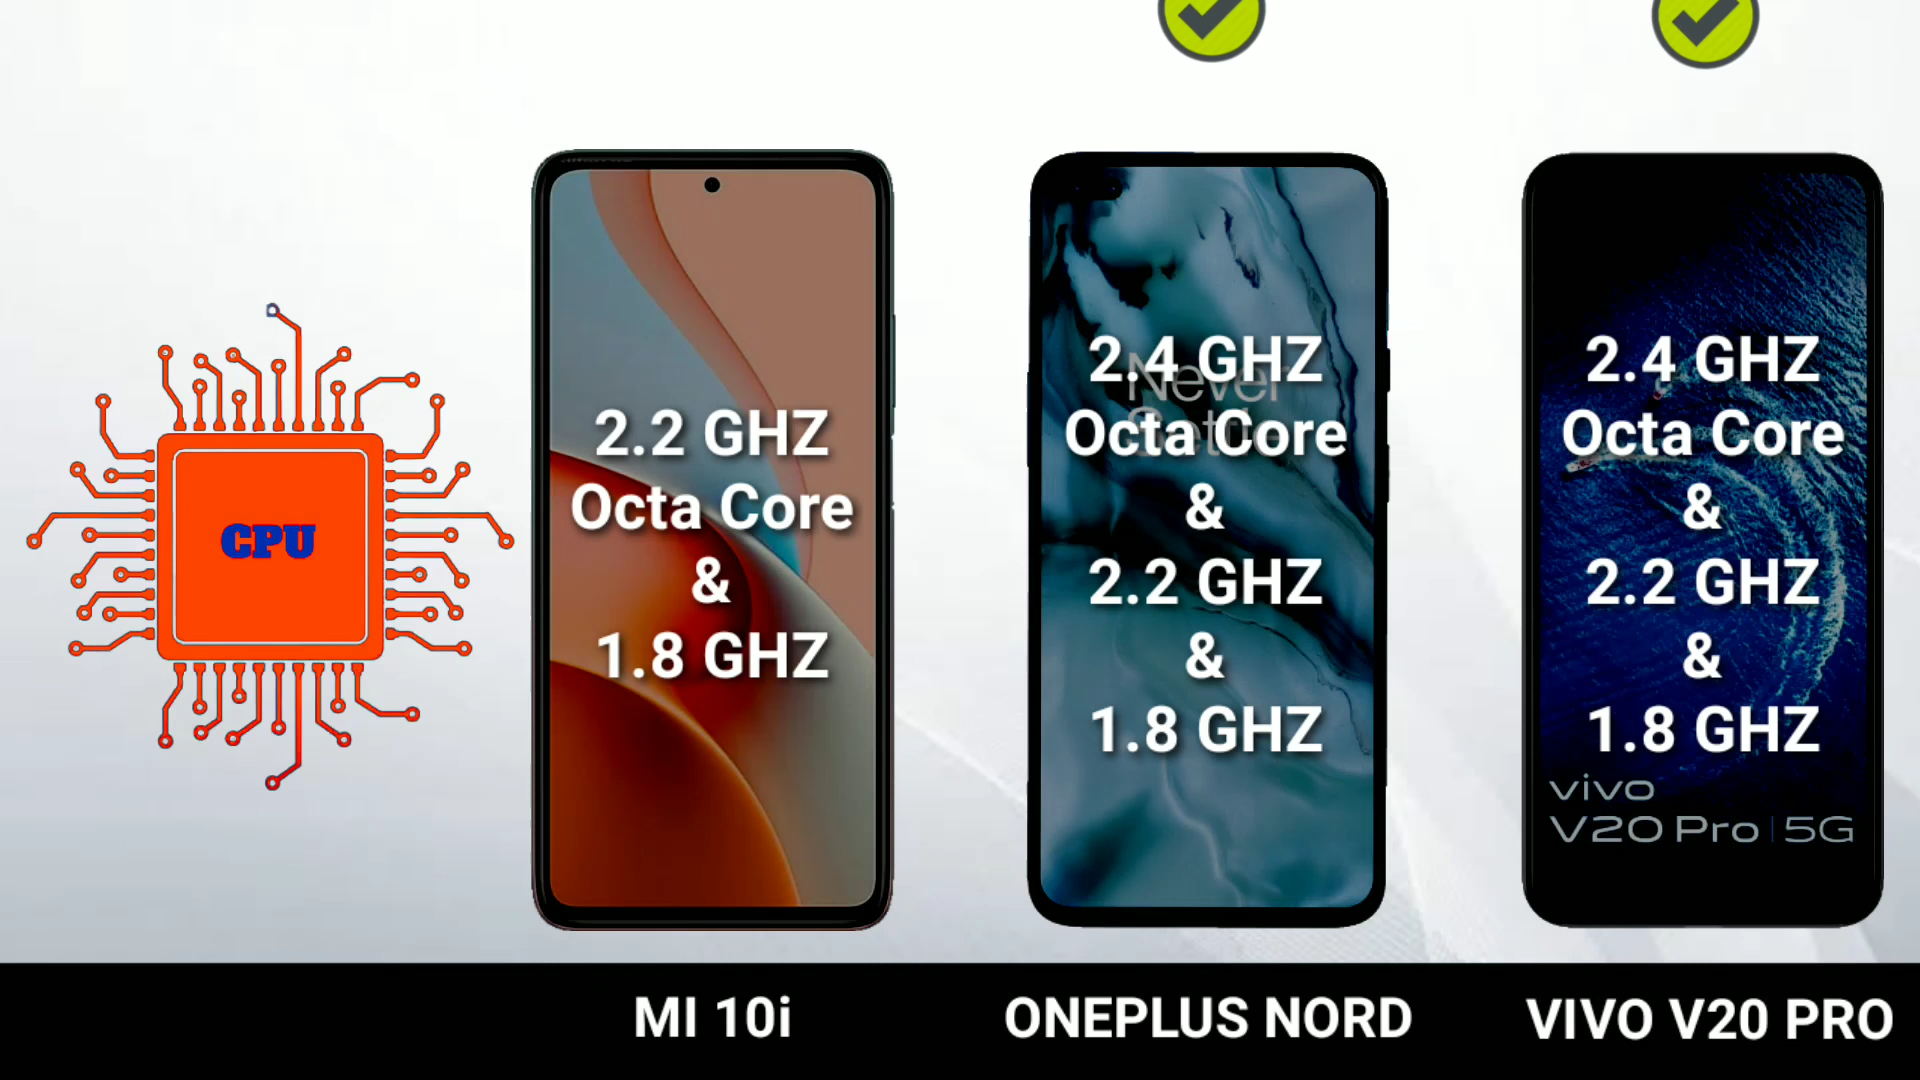 CPU
2.2 GHZ
Octa Core
&
1.8 GHZ
Never
Settle
2.4 GHZ
Octa Core
&
2.2 GHZ
&
1.8 GHZ
2.4 GHZ
Octa Core
&
2.2 GHZ
&
1.8 GHZ
vivo
V20 Pro | 5G
MI 10i
ONEPLUS NORD
VIVO V20 PRO